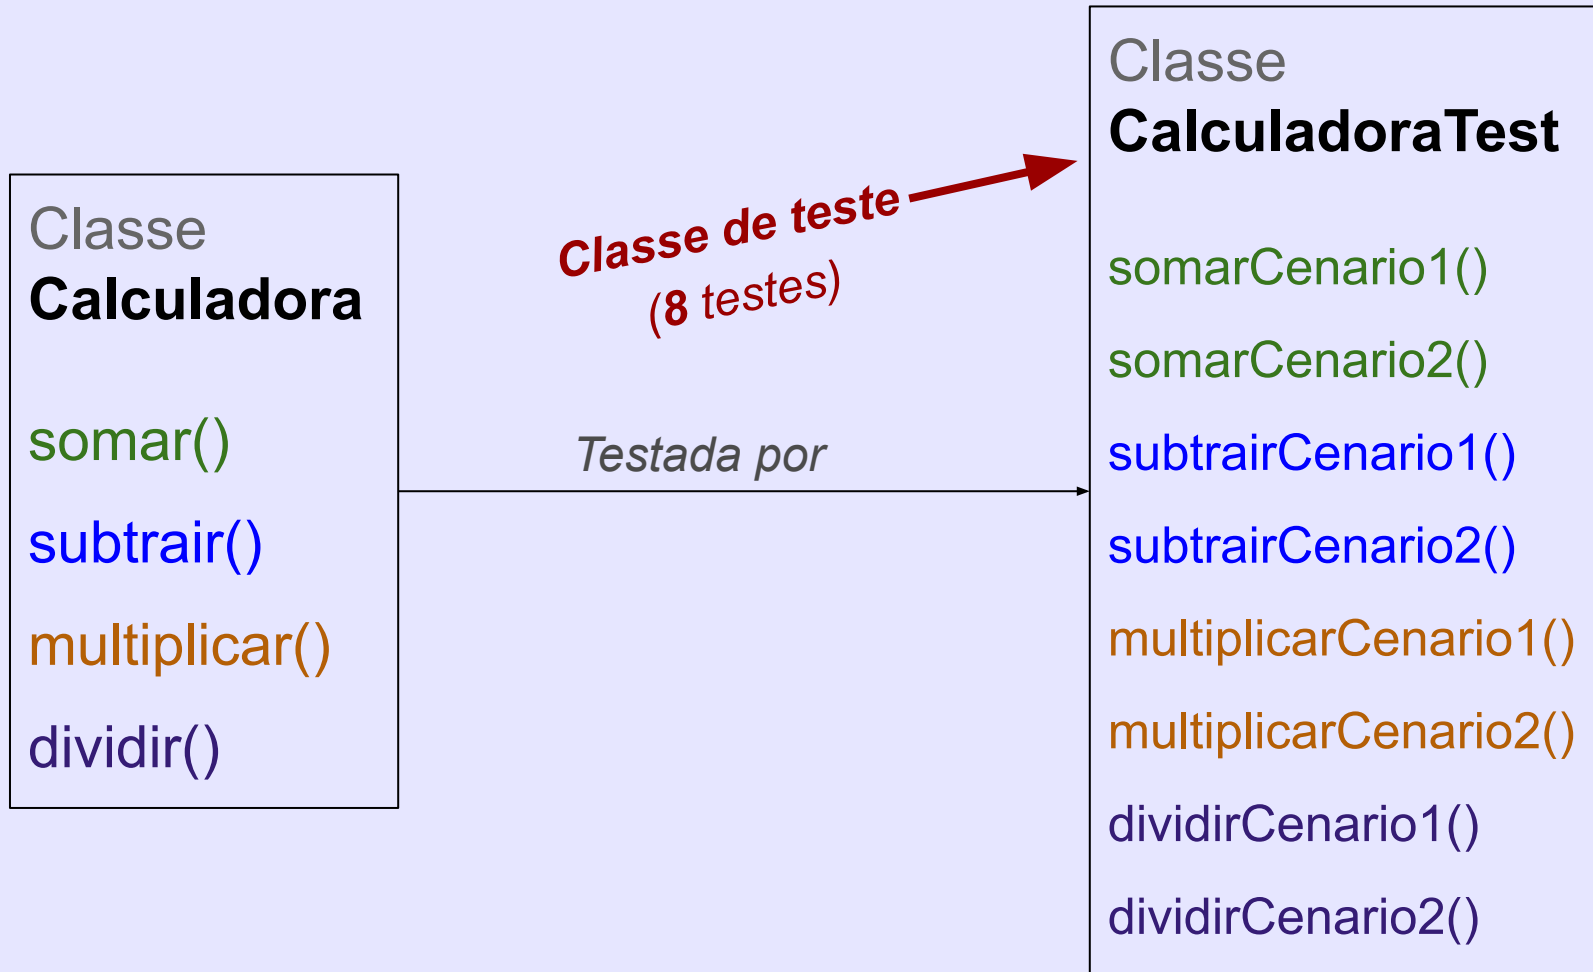 Classe
Calculadora
somar()
subtrair()
multiplicar()
dividir()
Classe de teste
(8 testes)
Testada por
Classe
CalculadoraTest
somarCenario1()
somarCenario2()
subtrairCenario1()
subtrairCenario2()
multiplicarCenario1()
multiplicarCenario2()
dividirCenario1()
dividirCenario2()